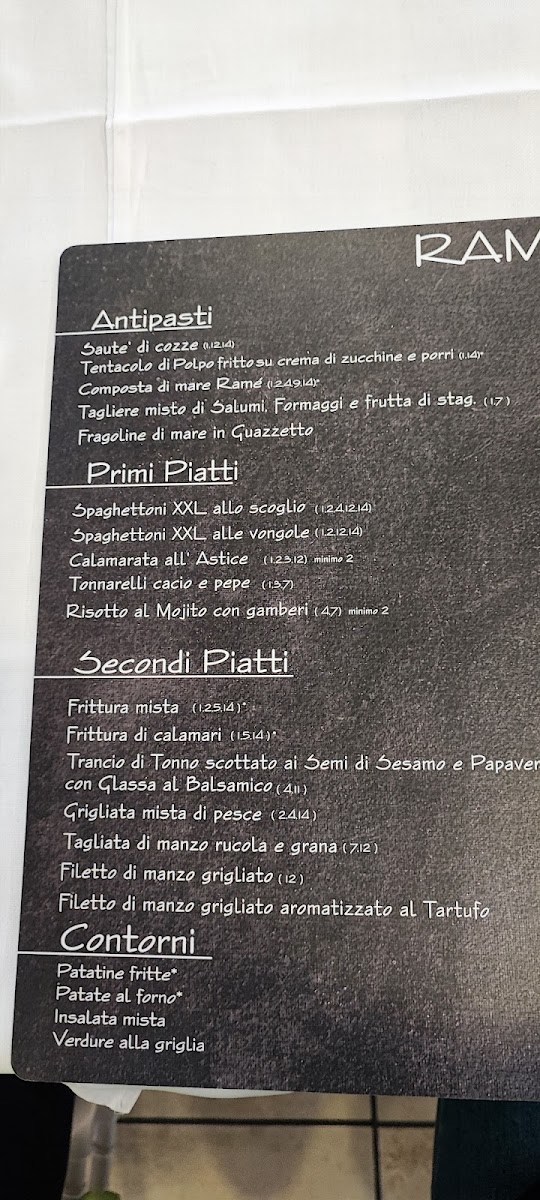 RAM
Antipasti
Saute' di cozze (1.12.14)
Tentacolo di Polpo fritto su crema di zucchine e porri (1.14)*
Composta di mare Ramé (1.2.4.9.14)*
Tagliere misto di Salumi, Formaggi e frutta di stag. (1.7)
Fragoline di mare in Guazzetto
Primi Piatti
Spaghettoni XXL allo scoglio (1.2.4.12.14)
Spaghettoni XXL alle vongole (1.2.12.14)
Calamarata all' Astice (1.2.3.12) minimo 2
Tonnarelli cacio e pepe (1.3.7)
Risotto al Mojito con gamberi (4.7) minimo 2
Secondi Piatti
Frittura mista (1.2.5.14)*
Frittura di calamari (1.5.14)*
Trancio di Tonno scottato ai Semi di Sesamo e Papaver
con Glassa al Balsamico (4.11)
Grigliata mista di pesce (2.4.14)
Tagliata di manzo rucola e grana (7.12)
Filetto di manzo grigliato (12)
Filetto di manzo grigliato aromatizzato al Tartufo
Contorni
Patatine fritte*
Patate al forno*
Insalata mista
Verdure alla griglia